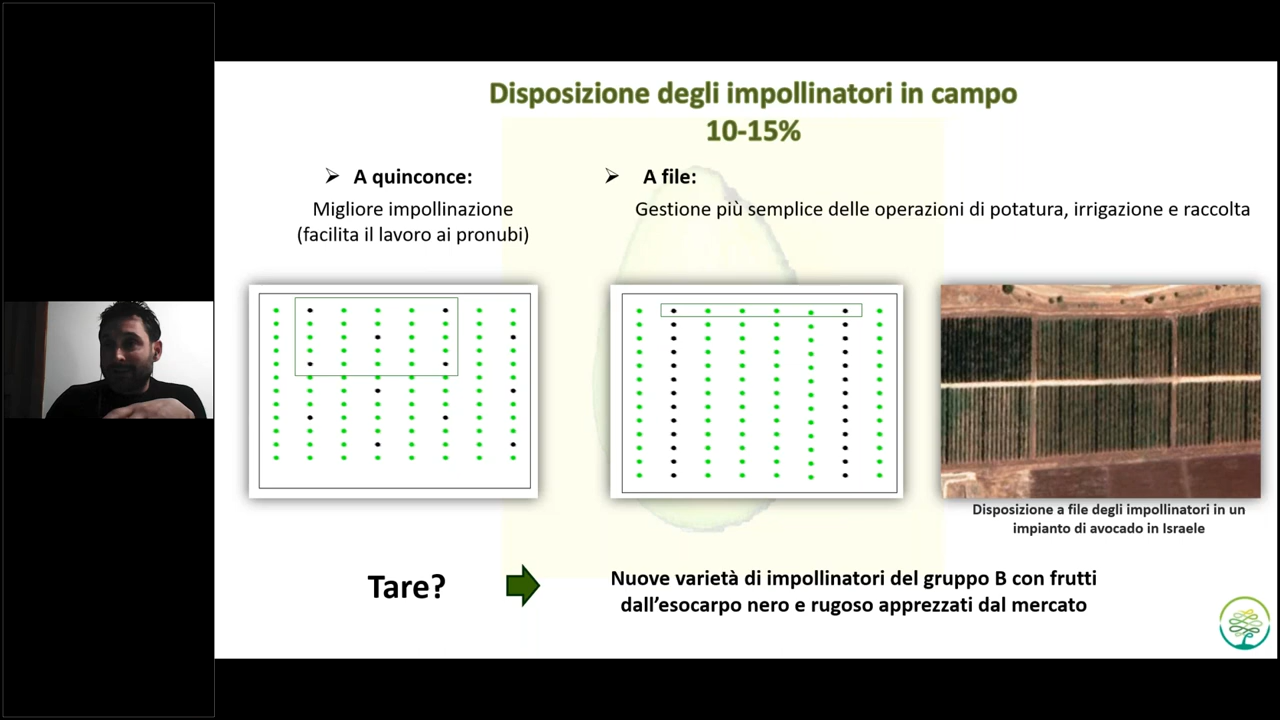 Disposizione degli impollinatori in campo
10-15%
A quinconce:
Migliore impollinazione
(facilita il lavoro ai pronubi)
A file:
Gestione più semplice delle operazioni di potatura, irrigazione e raccolta
Disposizione a file degli impollinatori in un
impianto di avocado in Israele
Tare?
Nuove varietà di impollinatori del gruppo B con frutti
dall'esocarpo nero e rugoso apprezzati dal mercato